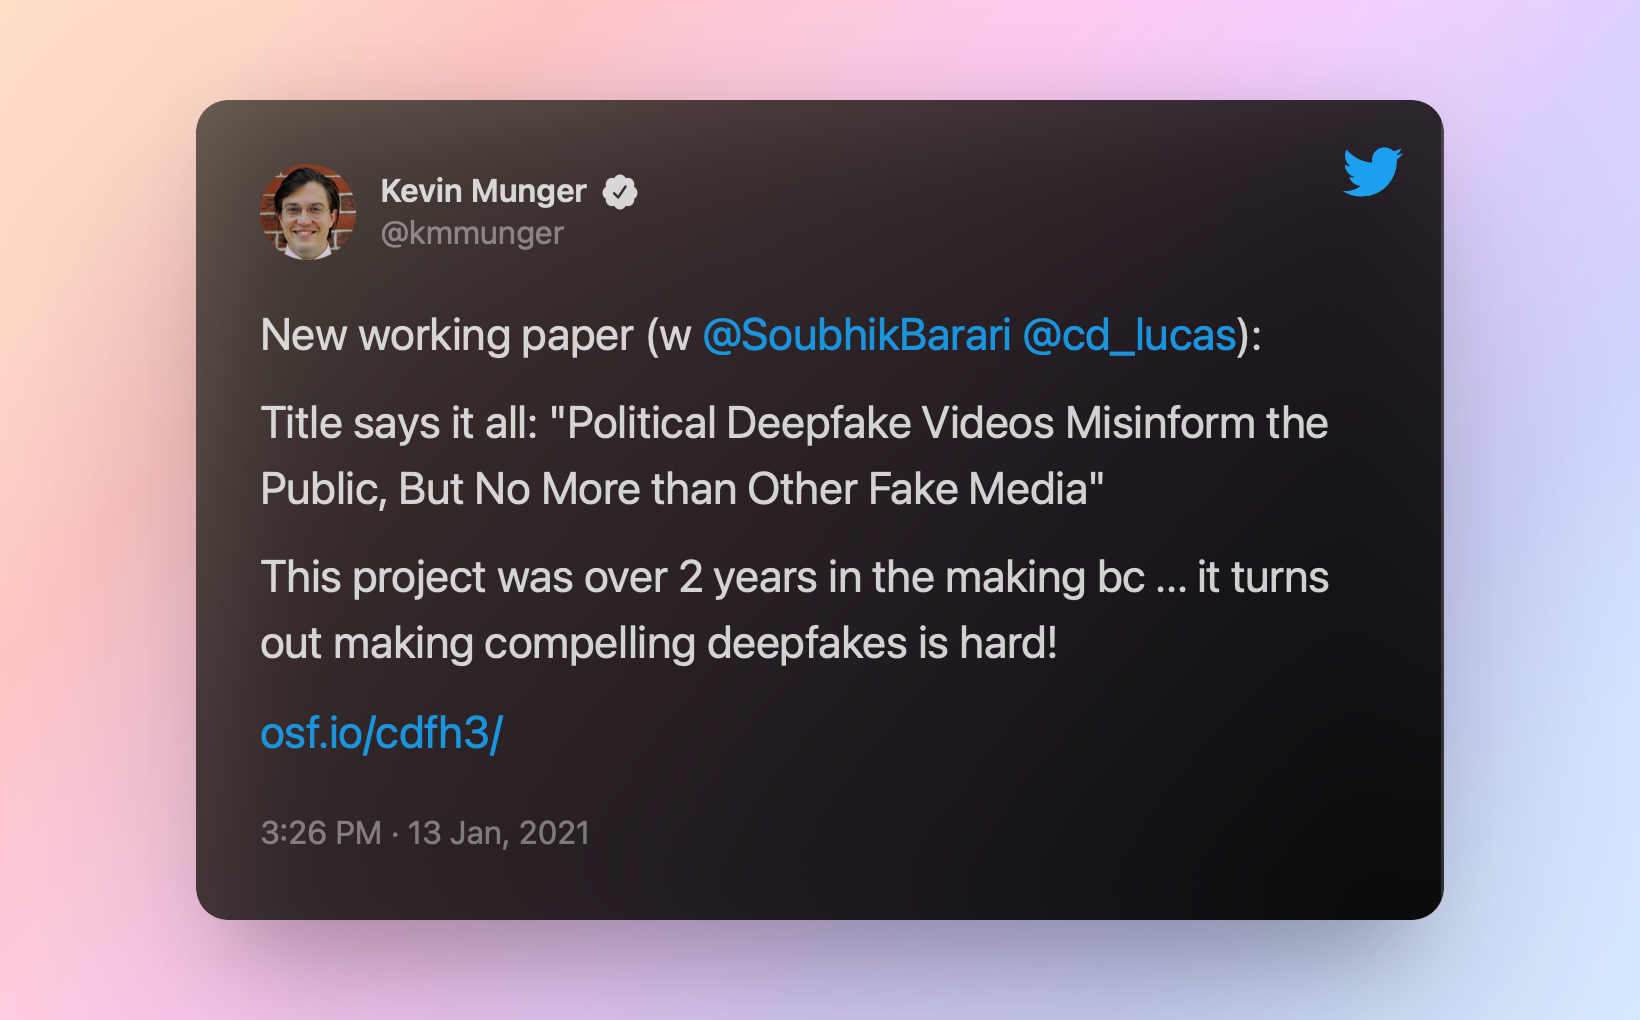 Kevin Munger
@kmmunger
New working paper (w @SoubhikBarari @cd_lucas):
Title says it all: "Political Deepfake Videos Misinform the
Public, But No More than Other Fake Media"
This project was over 2 years in the making bc ... it turns
out making compelling deepfakes is hard!
osf.io/cdfh3/
3:26 PM · 13 Jan, 2021